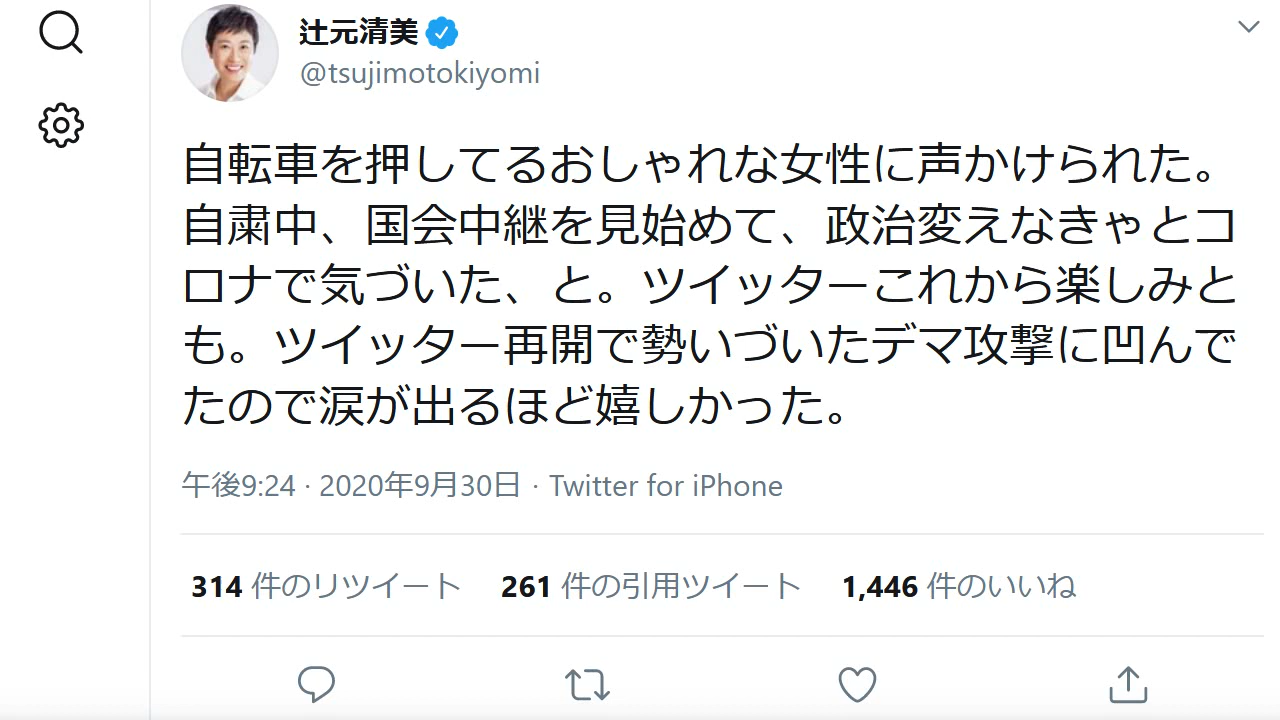 辻元清美
@tsujimotokiyomi
自転車を押してるおしゃれな女性に声かけられた。
自粛中、国会中継を見始めて、政治変えなきゃとコ
ロナで気づいた、と。ツイッターこれから楽しみと
も。ツイッター再開で勢いづいたデマ攻撃に凹んで
たので涙が出るほど嬉しかった。
午後9:24 · 2020年9月30日 · Twitter for iPhone
314 件のリツイート 261 件の引用ツイート 1,446 件のいいね